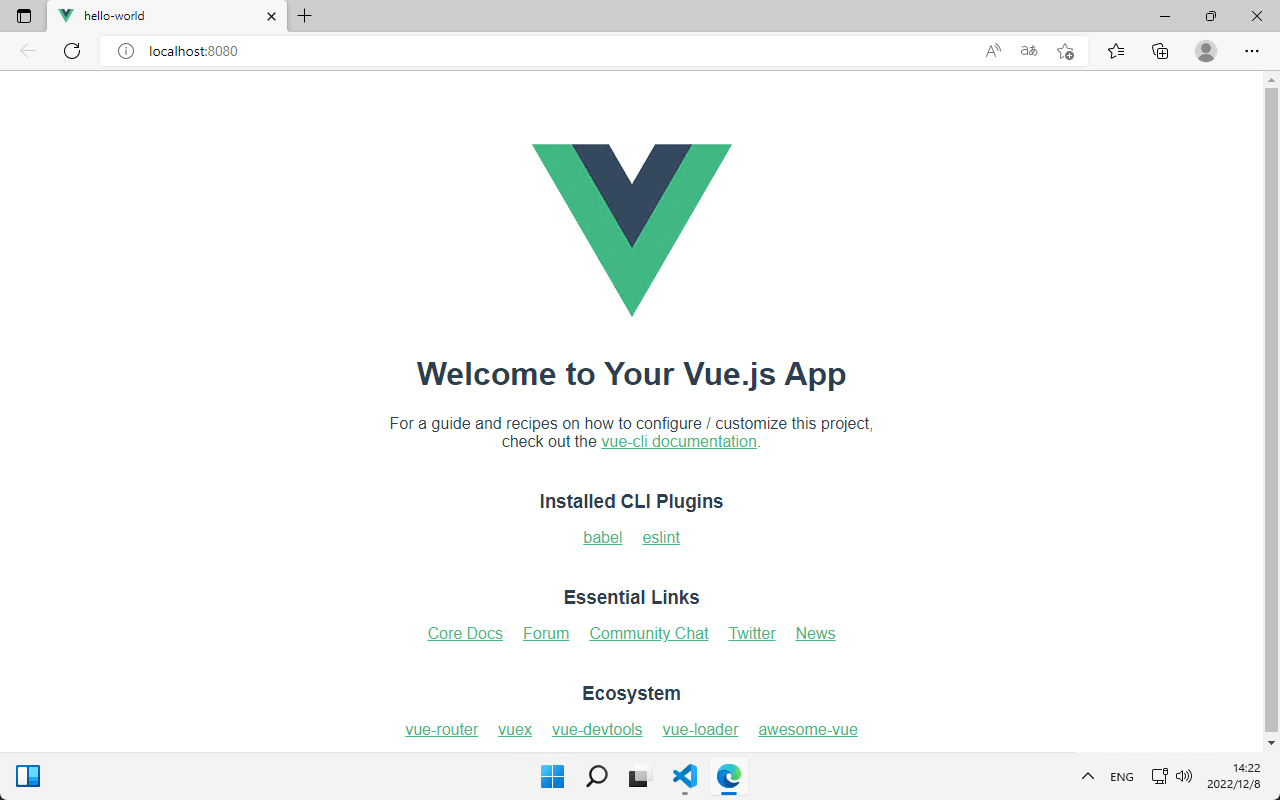 hello-world
localhost:8080
Welcome to Your Vue.js App
For a guide and recipes on how to configure / customize this project,
check out the vue-cli documentation.
Installed CLI Plugins
babel eslint
Essential Links
Core Docs Forum Community Chat Twitter News
Ecosystem
vue-router vuex vue-devtools vue-loader awesome-vue
ENG
14:22
2022/12/8